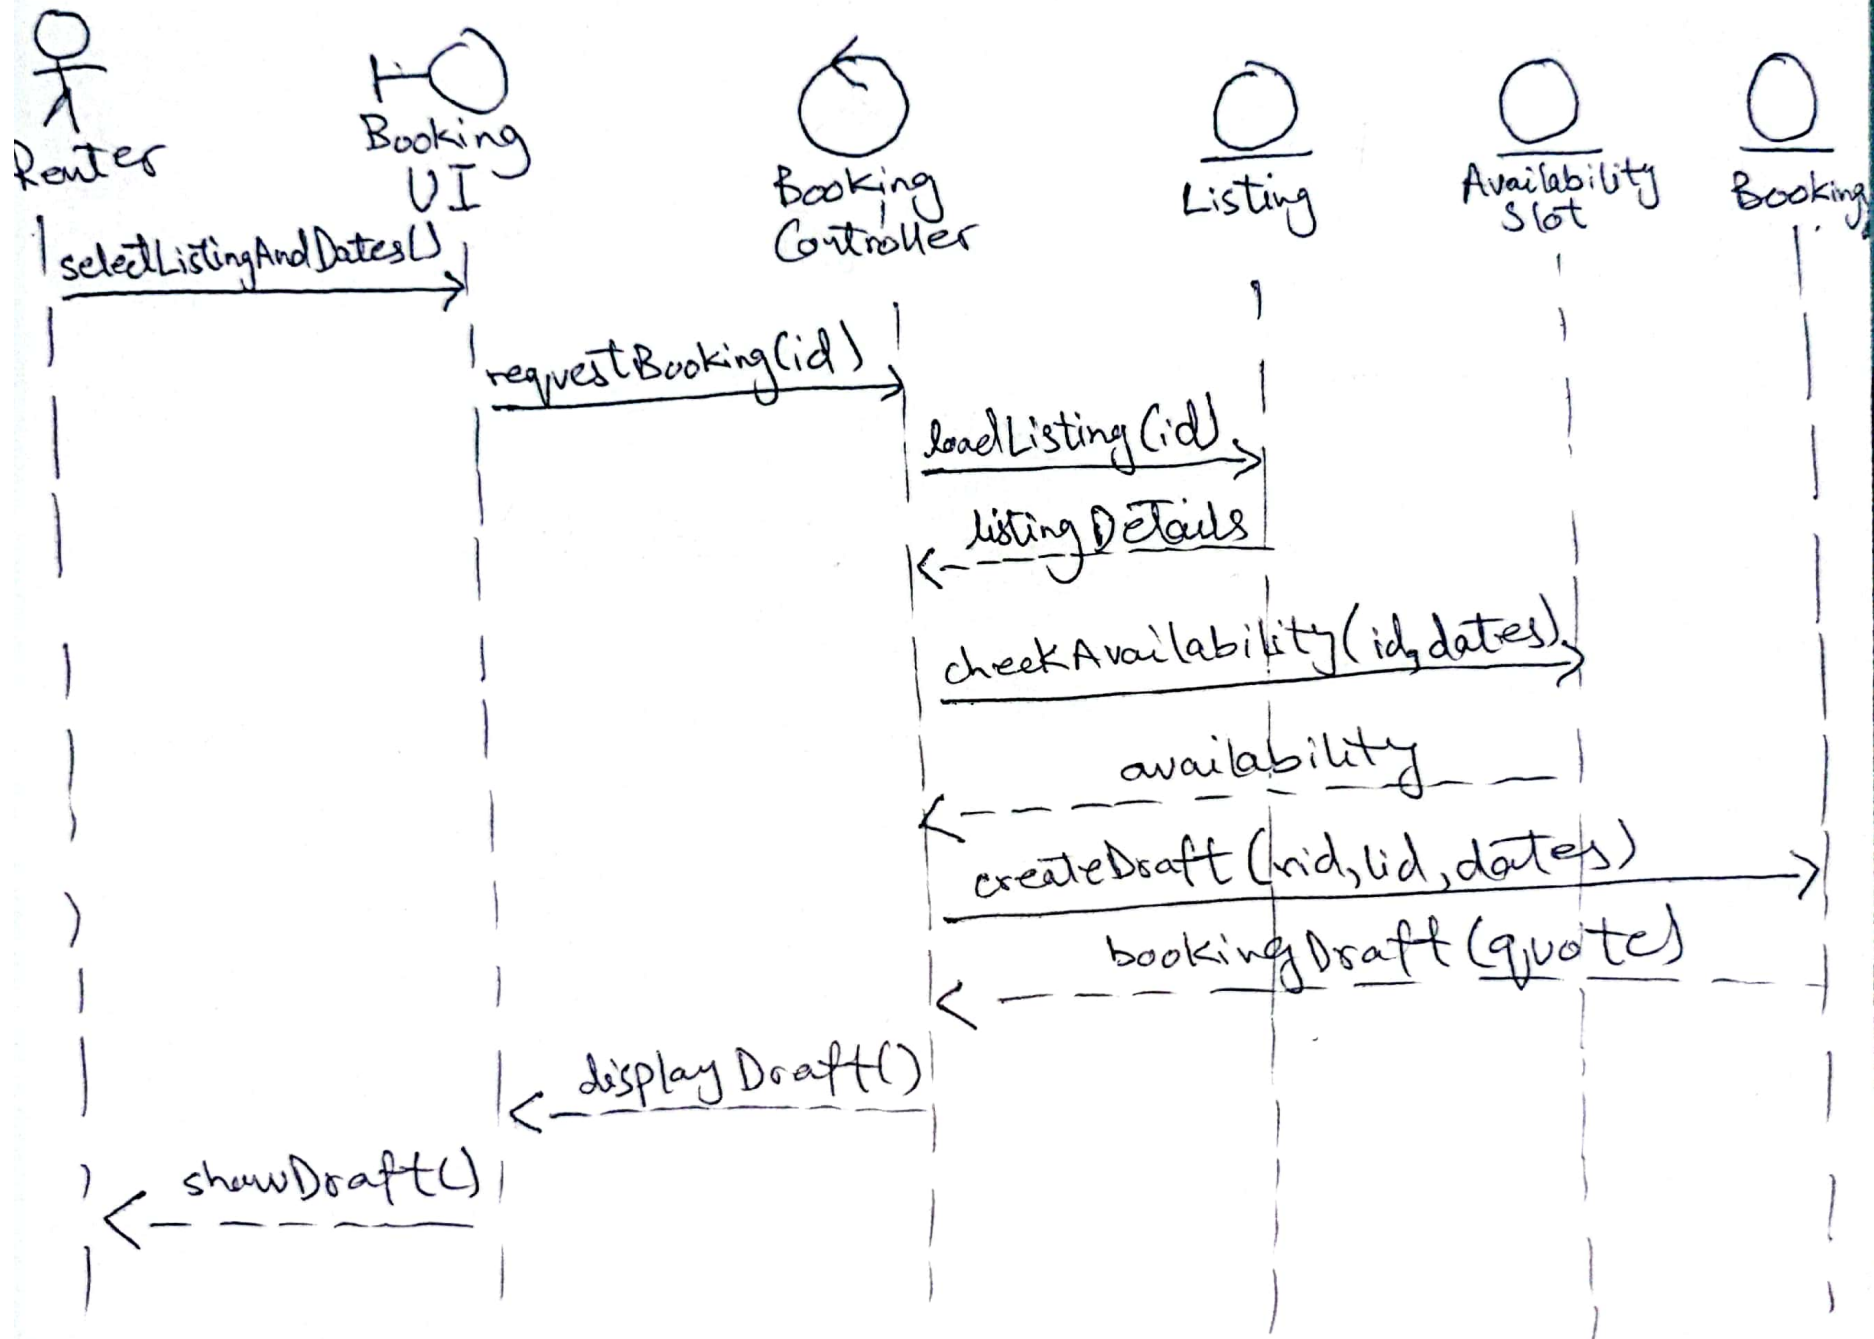 Renter
Booking
UI
Booking
Controller
Listing
Availability
Slot
Booking
selectListingAndDates()
requestBooking(id)
loadListing(id)
listingDetails
checkAvailability(id,dates)
availability
createDraft(rid,lid,dates)
bookingDraft(quote)
displayDraft()
showDraft()